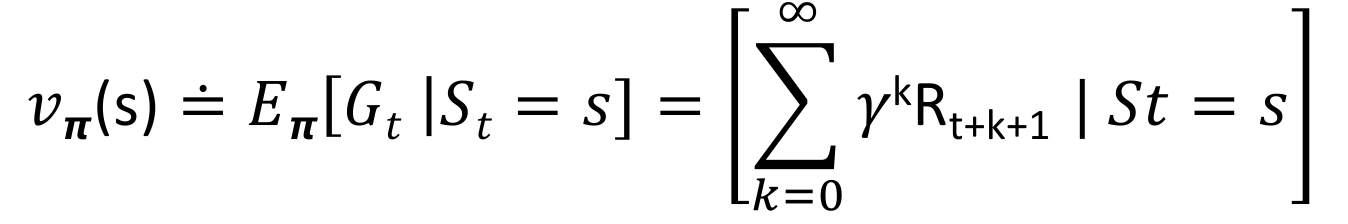 v_π(s) ≐ E_π[G_t |S_t = s] = [∑_{k=0}^{∞} γ^k R_{t+k+1} | St = s]